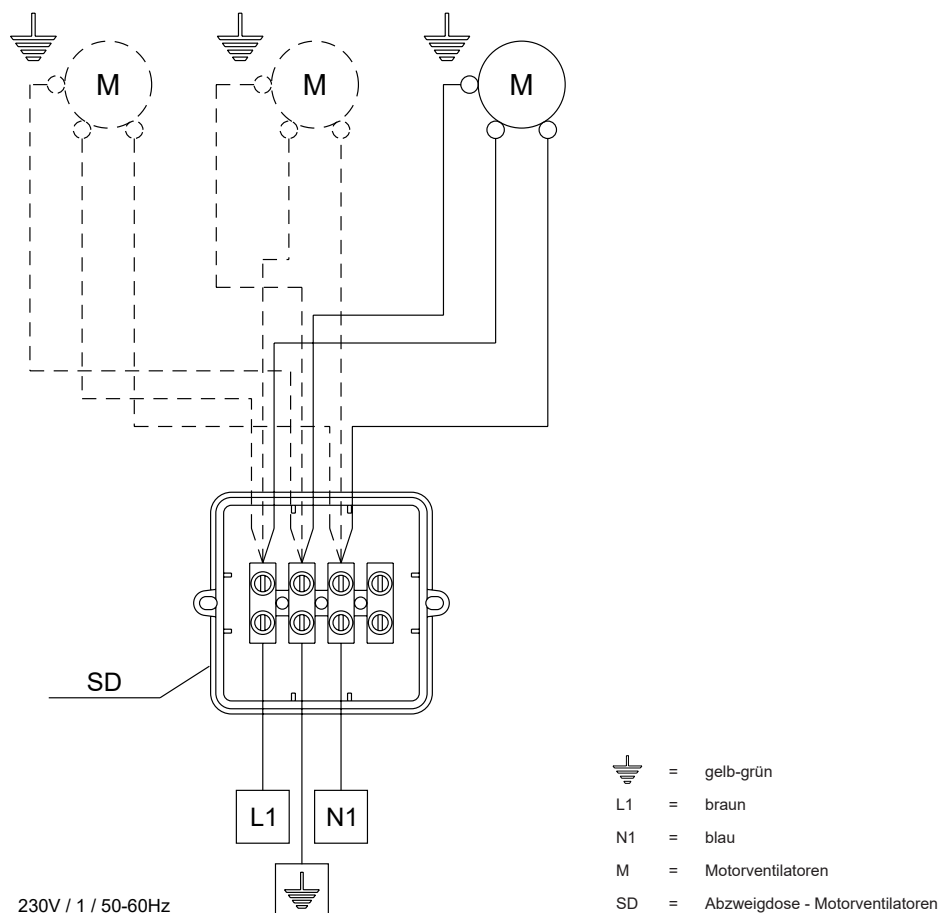 M M M
SD
L1 N1
230V / 1 / 50-60Hz
= gelb-grün
L1 = braun
N1 = blau
M = Motorventilatoren
SD = Abzweigdose - Motorventilatoren